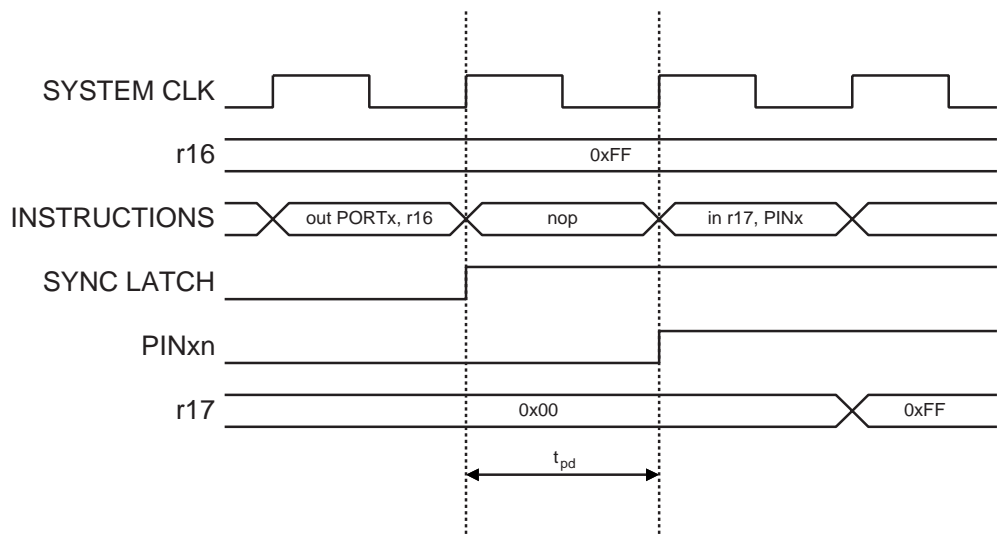 SYSTEM CLK
r16
0xFF
INSTRUCTIONS
out PORTx, r16
nop
in r17, PINx
SYNC LATCH
PINxn
r17
0x00
0xFF
tpd